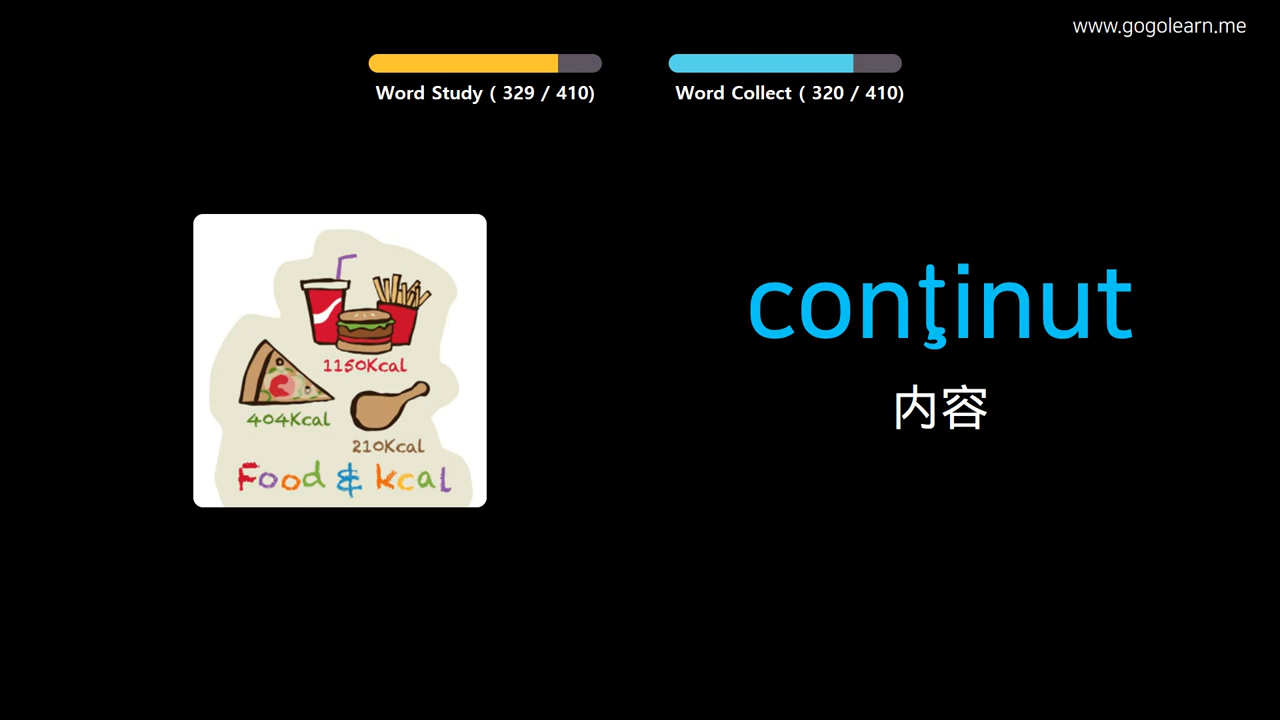 www.gogolearn.me
Word Study ( 329 / 410)
Word Collect ( 320 / 410)
1150Kcal
404Kcal
210Kcal
Food & kcal
conţinut
内容